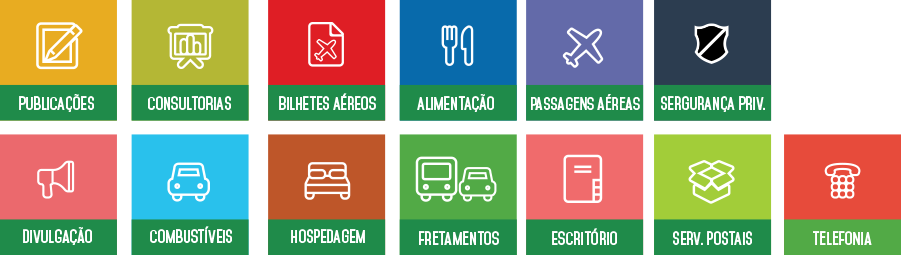 PUBLICAÇÕES
CONSULTORIAS
BILHETES AÉREOS
ALIMENTAÇÃO
PASSAGENS AÉREAS
SERGURANÇA PRIV.
DIVULGAÇÃO
COMBUSTÍVEIS
HOSPEDAGEM
FRETAMENTOS
ESCRITÓRIO
SERV. POSTAIS
TELEFONIA